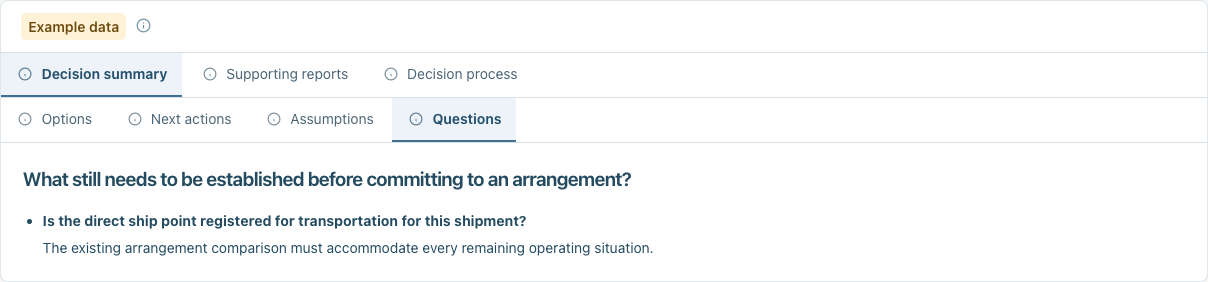 Example data
Decision summary
Supporting reports
Decision process
Options
Next actions
Assumptions
Questions
What still needs to be established before committing to an arrangement?
Is the direct ship point registered for transportation for this shipment?
The existing arrangement comparison must accommodate every remaining operating situation.